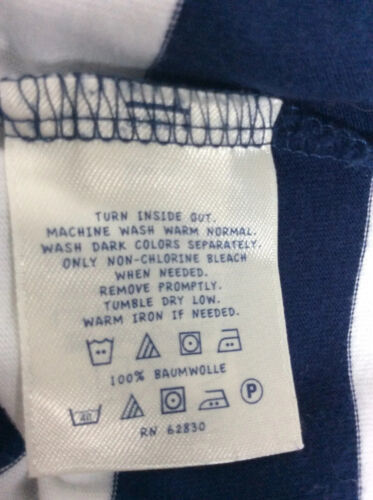 TURN INSIDE OUT.
MACHINE WASH WARM NORMAL.
WASH DARK COLORS SEPARATELY.
ONLY NON-CHLORINE BLEACH
WHEN NEEDED.
REMOVE PROMPTLY.
TUMBLE DRY LOW.
WARM IRON IF NEEDED.
100% BAUMWOLLE
40 P
RN 62830